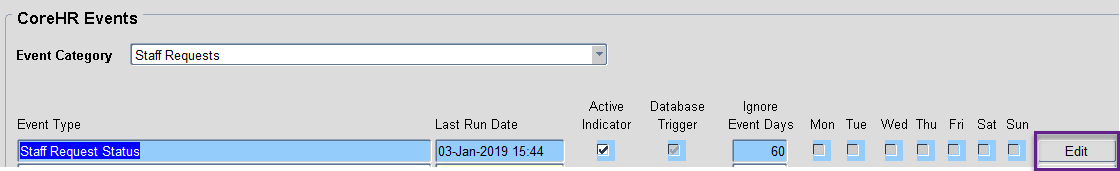 CoreHR Events
Event Category Staff Requests
Active Database Ignore
Event Type Last Run Date Indicator Trigger Event Days Mon Tue Wed Thu Fri Sat Sun
Staff Request Status 03-Jan-2019 15:44 60 Edit